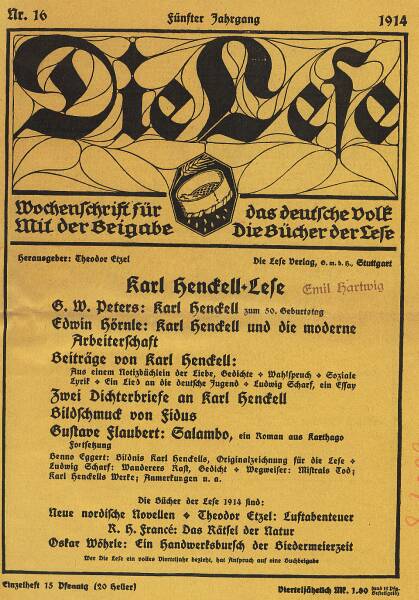 Nr. 16 Fünfter Jahrgang 1914
Die Lese
Wochenschrift für das deutsche Volk
Mit der Beigabe Die Bücher der Lese
Herausgeber: Theodor Etzel Die Lese Verlag, G. m. b. H., Stuttgart
Karl Henckell-Lese
Emil Hartwig
G. W. Peters: Karl Henckell zum 50. Geburtstag
Edwin Hörnle: Karl Henckell und die moderne
Arbeiterschaft
Beiträge von Karl Henckell:
Aus einem Notizbüchlein der Liebe, Gedichte · Wahlspruch · Soziale
Lyrik · Ein Lied an die deutsche Jugend · Ludwig Scharf, ein Essay
Zwei Dichterbriefe an Karl Henckell
Bildschmuck von Fidus
Gustave Flaubert: Salambo, ein Roman aus Karthago
Fortsetzung
Benno Eggert: Bildnis Karl Henckells, Originalzeichnung für die Lese ·
Ludwig Scharf: Wanderers Rast, Gedicht · Wegweiser: Mistrals Tod;
Karl Henckells Werke; Anmerkungen u. a.
Die Bücher der Lese 1914 sind:
Neue nordische Novellen · Theodor Etzel: Luftabenteuer
R. H. Francé: Das Rätsel der Natur
Oskar Wöhrle: Ein Handwerksbursch der Biedermeierzeit
Wer Die Lese ein volles Vierteljahr bezieht, hat Anspruch auf eine Buchbeigabe
Einzelheft 15 Pfennig (20 Heller) Vierteljährlich Mk. 1.80